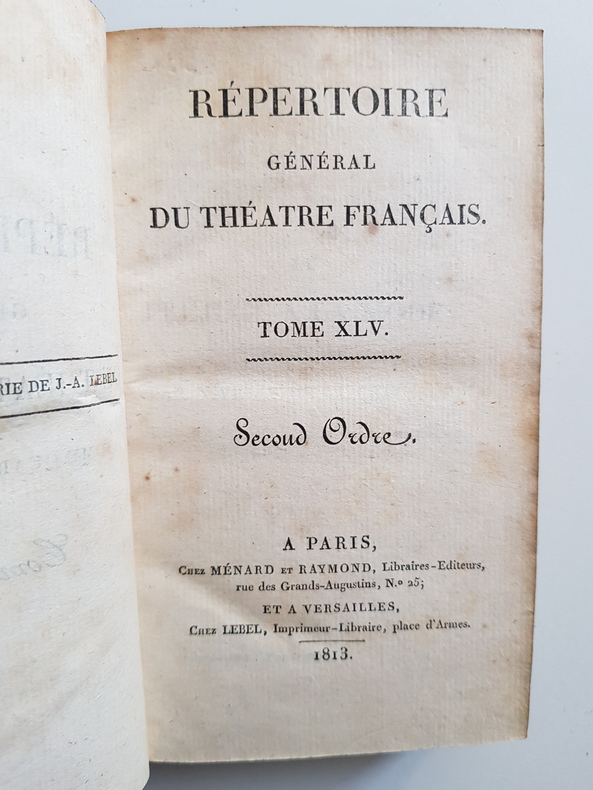 RÉPERTOIRE
GÉNÉRAL
DU THÉATRE FRANÇAIS.
TOME XLV.
Second Ordre.
A PARIS,
Chez MÉNARD ET RAYMOND, Libraires-Editeurs,
rue des Grands-Augustins, N.o 25;
ET A VERSAILLES,
Chez LEBEL, Imprimeur-Libraire, place d'Armes.
1813.
RIE DE J.-A. LEBEL